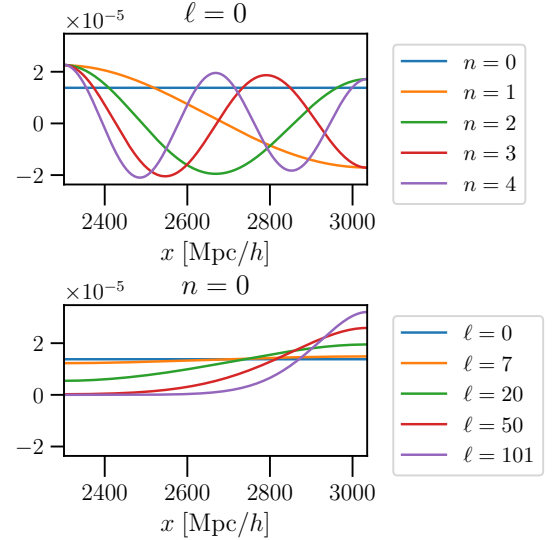 ℓ = 0
×10⁻⁵
2
0
−2
2400 2600 2800 3000
x [Mpc/h]
n = 0
n = 1
n = 2
n = 3
n = 4
n = 0
×10⁻⁵
2
0
−2
2400 2600 2800 3000
x [Mpc/h]
ℓ = 0
ℓ = 7
ℓ = 20
ℓ = 50
ℓ = 101